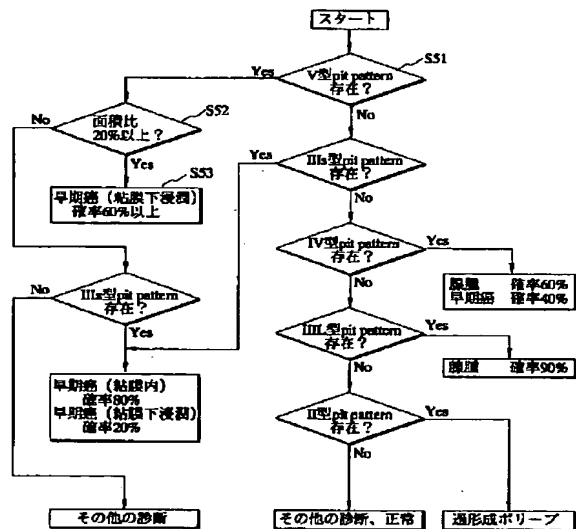 スタート
S51
V型pit pattern
存在？
Yes
No
S52
面積比
20%以上？
No
Yes
S53
早期癌（粘膜下浸潤）
確率60%以上
IIIs型pit pattern
存在？
Yes
No
IV型pit pattern
存在？
Yes
No
腺腫 確率60%
早期癌 確率40%
IIIs型pit pattern
存在？
No
Yes
IIIL型pit pattern
存在？
Yes
No
腺腫 確率90%
早期癌（粘膜内）
確率80%
早期癌（粘膜下浸潤）
確率20%
II型pit pattern
存在？
Yes
No
その他の診断
その他の診断、正常
過形成ポリープ